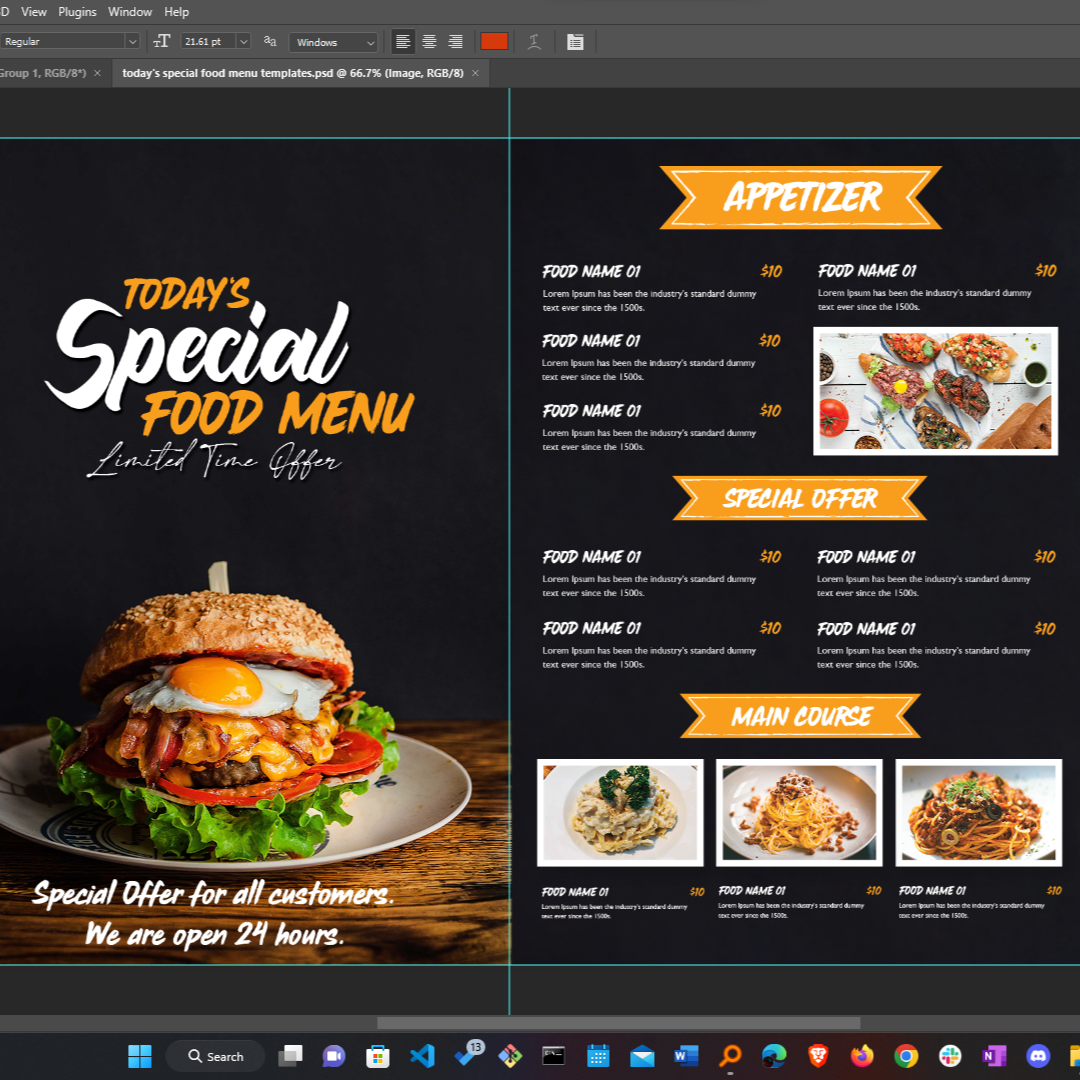 D View Plugins Window Help
Regular 21.61 pt Windows
Group 1, RGB/8*) × today's special food menu templates.psd @ 66.7% (Image, RGB/8) ×
TODAY'S
Special
FOOD MENU
Limited Time Offer
Special Offer for all customers.
We are open 24 hours.
APPETIZER
FOOD NAME 01 $10
Lorem Ipsum has been the industry's standard dummy
text ever since the 1500s.
FOOD NAME 01 $10
Lorem Ipsum has been the industry's standard dummy
text ever since the 1500s.
FOOD NAME 01 $10
Lorem Ipsum has been the industry's standard dummy
text ever since the 1500s.
FOOD NAME 01 $10
Lorem Ipsum has been the industry's standard dummy
text ever since the 1500s.
SPECIAL OFFER
FOOD NAME 01 $10
Lorem Ipsum has been the industry's standard dummy
text ever since the 1500s.
FOOD NAME 01 $10
Lorem Ipsum has been the industry's standard dummy
text ever since the 1500s.
FOOD NAME 01 $10
Lorem Ipsum has been the industry's standard dummy
text ever since the 1500s.
FOOD NAME 01 $10
Lorem Ipsum has been the industry's standard dummy
text ever since the 1500s.
MAIN COURSE
FOOD NAME 01 $10
Lorem Ipsum has been the industry's standard dummy
text ever since the 1500s.
FOOD NAME 01 $10
Lorem Ipsum has been the industry's standard dummy
text ever since the 1500s.
FOOD NAME 01 $10
Lorem Ipsum has been the industry's standard dummy
text ever since the 1500s.
Search
13